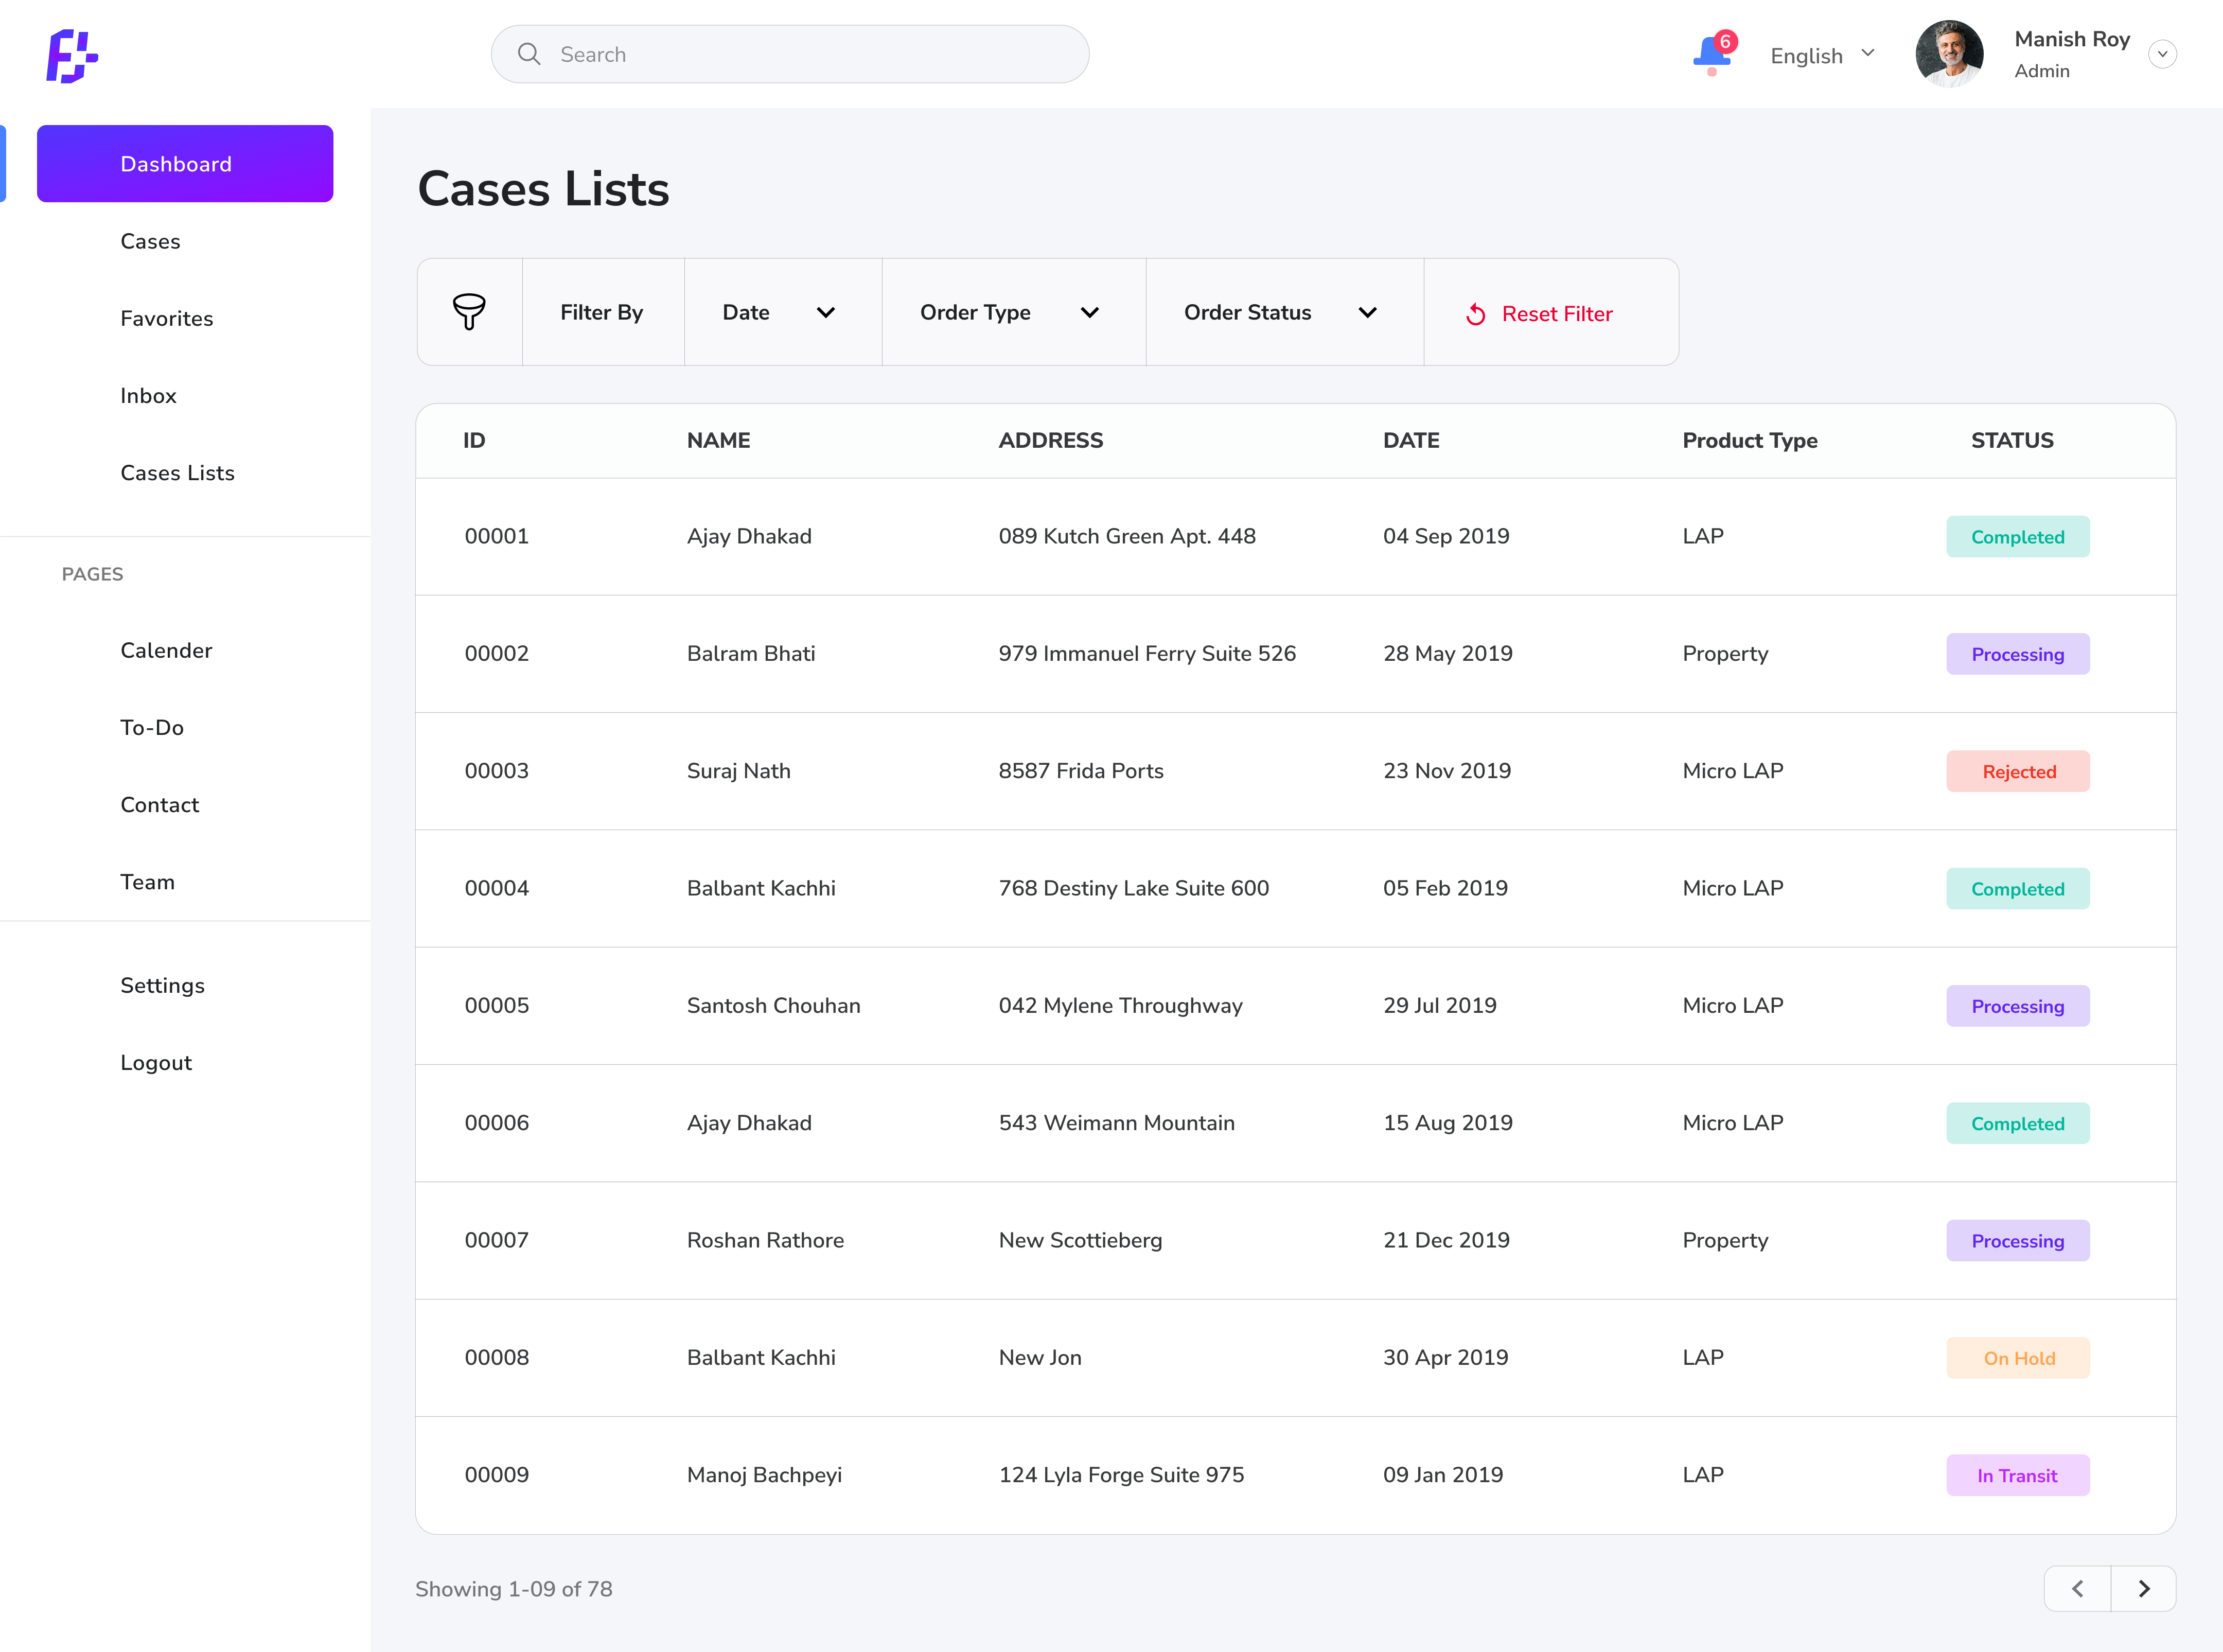 Search
6
English
Manish Roy
Admin
Dashboard
Cases
Favorites
Inbox
Cases Lists
PAGES
Calender
To-Do
Contact
Team
Settings
Logout
Cases Lists
Filter By Date Order Type Order Status Reset Filter
ID NAME ADDRESS DATE Product Type STATUS
00001 Ajay Dhakad 089 Kutch Green Apt. 448 04 Sep 2019 LAP Completed
00002 Balram Bhati 979 Immanuel Ferry Suite 526 28 May 2019 Property Processing
00003 Suraj Nath 8587 Frida Ports 23 Nov 2019 Micro LAP Rejected
00004 Balbant Kachhi 768 Destiny Lake Suite 600 05 Feb 2019 Micro LAP Completed
00005 Santosh Chouhan 042 Mylene Throughway 29 Jul 2019 Micro LAP Processing
00006 Ajay Dhakad 543 Weimann Mountain 15 Aug 2019 Micro LAP Completed
00007 Roshan Rathore New Scottieberg 21 Dec 2019 Property Processing
00008 Balbant Kachhi New Jon 30 Apr 2019 LAP On Hold
00009 Manoj Bachpeyi 124 Lyla Forge Suite 975 09 Jan 2019 LAP In Transit
Showing 1-09 of 78